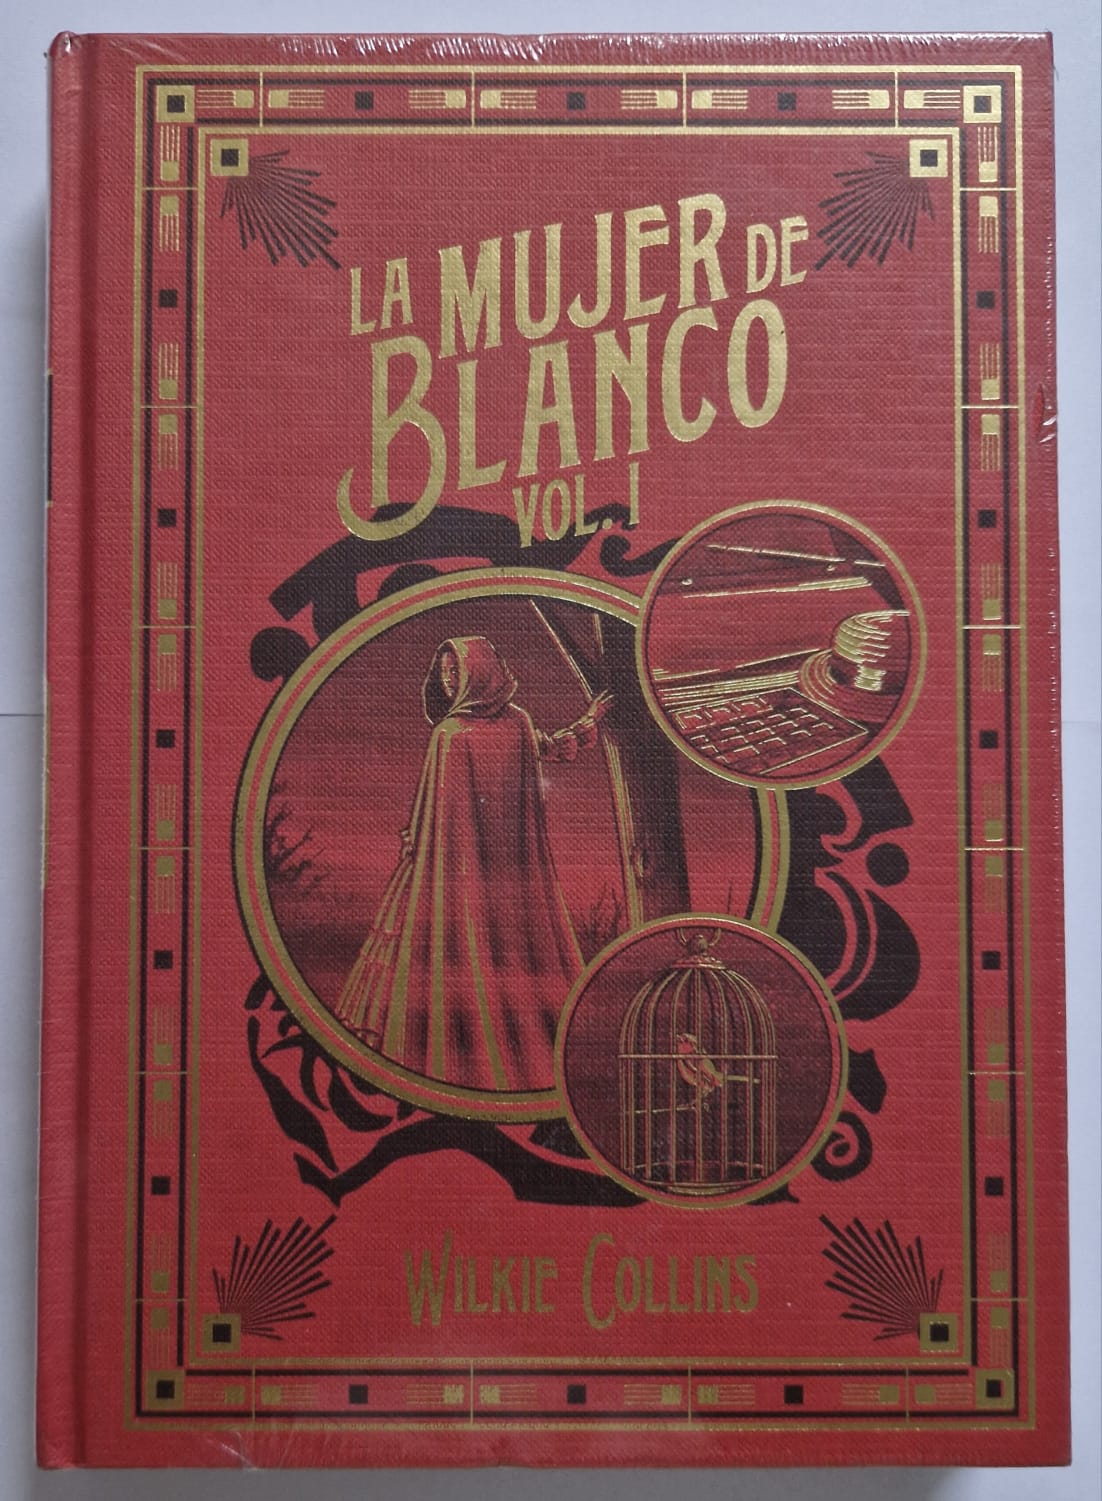 LA MUJER DE
BLANCO
VOL. I
WILKIE COLLINS